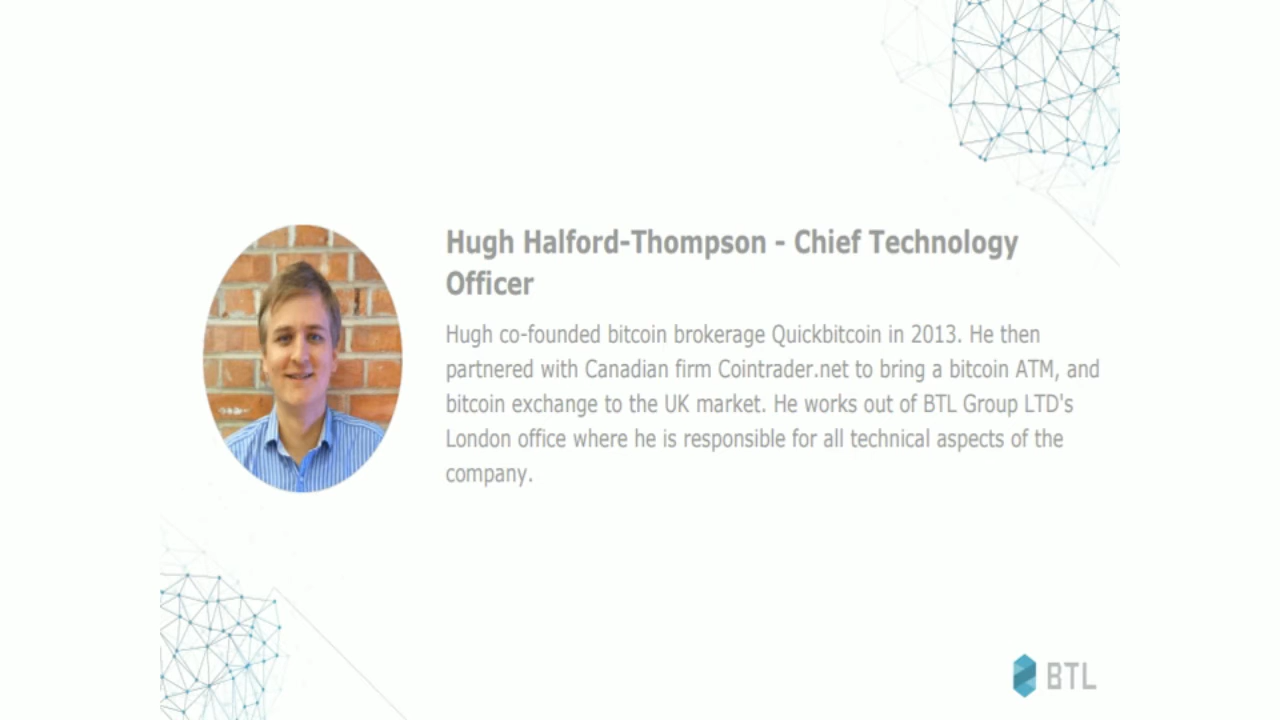 Hugh Halford-Thompson - Chief Technology
Officer
Hugh co-founded bitcoin brokerage Quickbitcoin in 2013. He then
partnered with Canadian firm Cointrader.net to bring a bitcoin ATM, and
bitcoin exchange to the UK market. He works out of BTL Group LTD's
London office where he is responsible for all technical aspects of the
company.
BTL